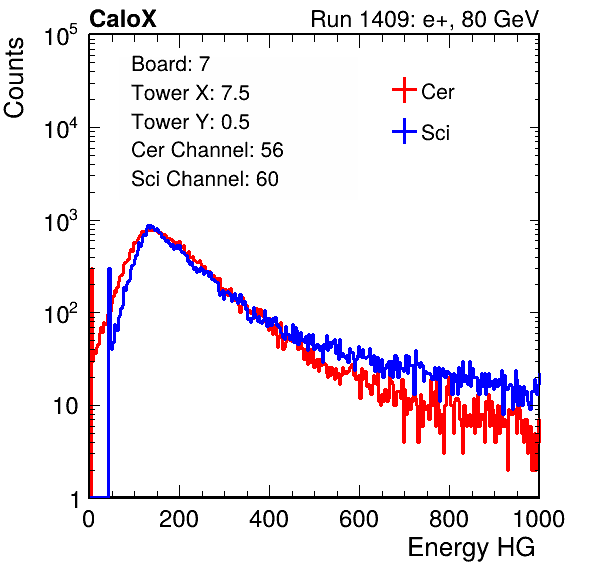 CaloX Run 1409: e+, 80 GeV
Board: 7
Tower X: 7.5
Tower Y: 0.5
Cer Channel: 56
Sci Channel: 60
Cer
Sci
Counts
10^5
10^4
10^3
10^2
10
1
0 200 400 600 800 1000
Energy HG